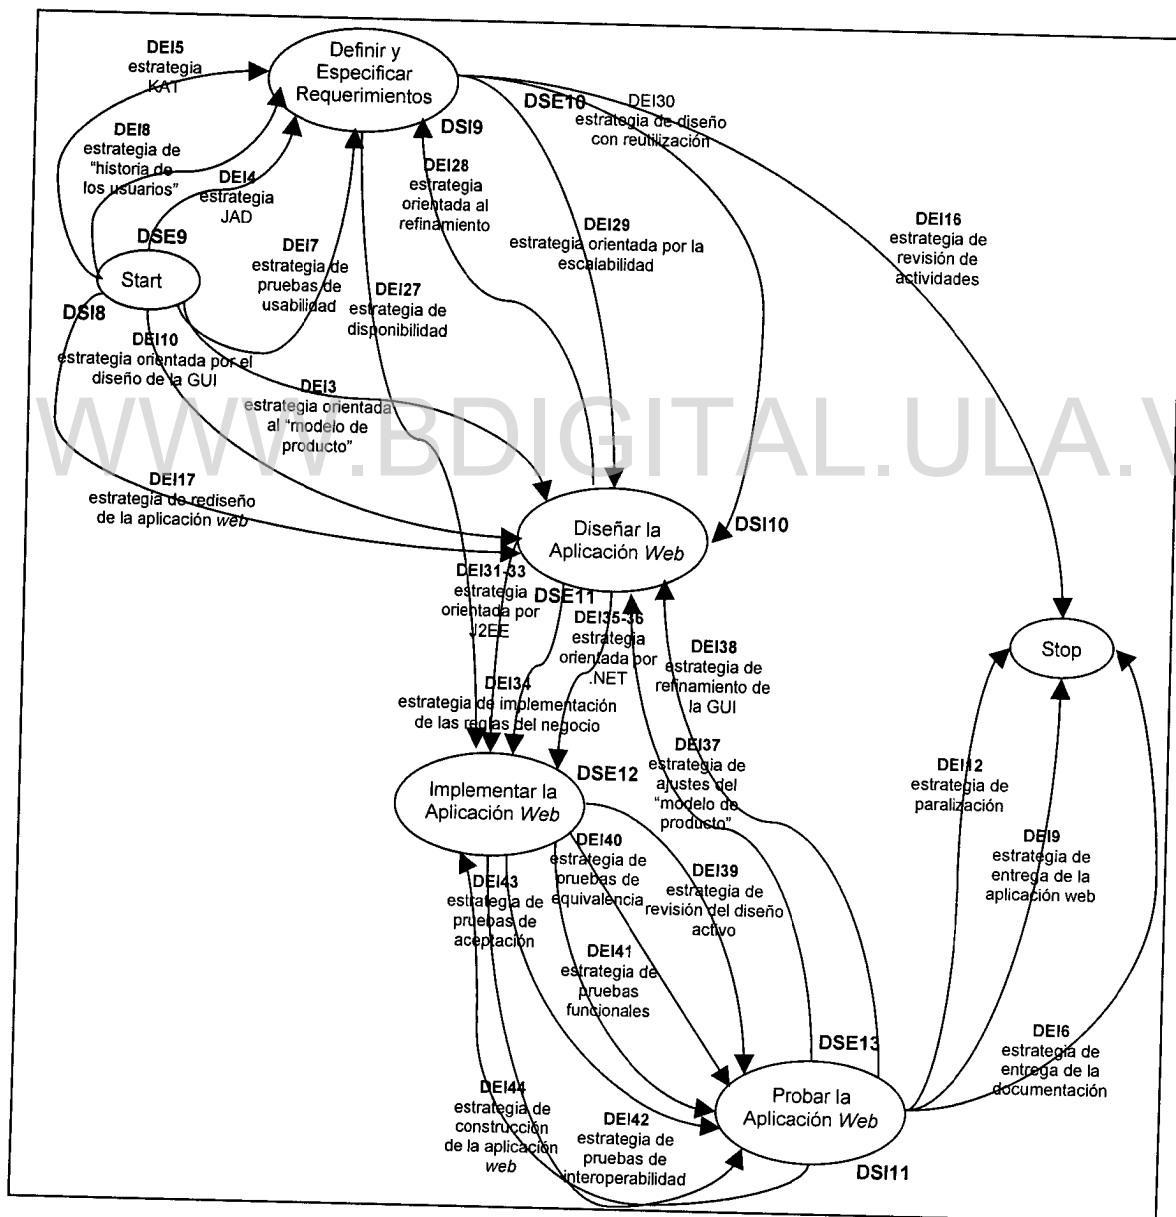 Definir y
Especificar
Requerimientos
DEI5
estrategia
KAT
DEI8
estrategia de
“historia de
los usuarios”
DEI4
estrategia
JAD
DSE9
Start
DSI8
DEI7
estrategia de
pruebas de
usabilidad
DEI27
estrategia de
disponibilidad
DSI9
DEI28
estrategia
orientada al
refinamiento
DSE10
DEI30
estrategia de diseño
con reutilización
DEI29
estrategia orientada por la
escalabilidad
DEI16
estrategia de
revisión de
actividades
DEI10
estrategia orientada por el
diseño de la GUI
DEI3
estrategia orientada
al “modelo de
producto”
WWW.BDIGITAL.ULA.V
DEI17
estrategia de rediseño
de la aplicación web
Diseñar la
Aplicación Web
DSI10
DEI31-33
estrategia
orientada por
J2EE
DSE11
DEI35-36
estrategia
orientada por
.NET
DEI38
estrategia de
refinamiento de
la GUI
Stop
DEI34
estrategia de implementación
de las reglas del negocio
DEI37
estrategia de
ajustes del
“modelo de
producto”
DSE12
Implementar la
Aplicación Web
DEI12
estrategia de
paralización
DEI9
estrategia de
entrega de la
aplicación web
DEI40
estrategia de
pruebas de
equivalencia
DEI39
estrategia de
revisión del diseño
activo
DEI43
estrategia de
pruebas de
aceptación
DEI41
estrategia de
pruebas
funcionales
DSE13
DEI6
estrategia de
entrega de la
documentación
Probar la
Aplicación Web
DSI11
DEI44
estrategia de
construcción
de la aplicación
web
DEI42
estrategia de
pruebas de
interoperabilidad